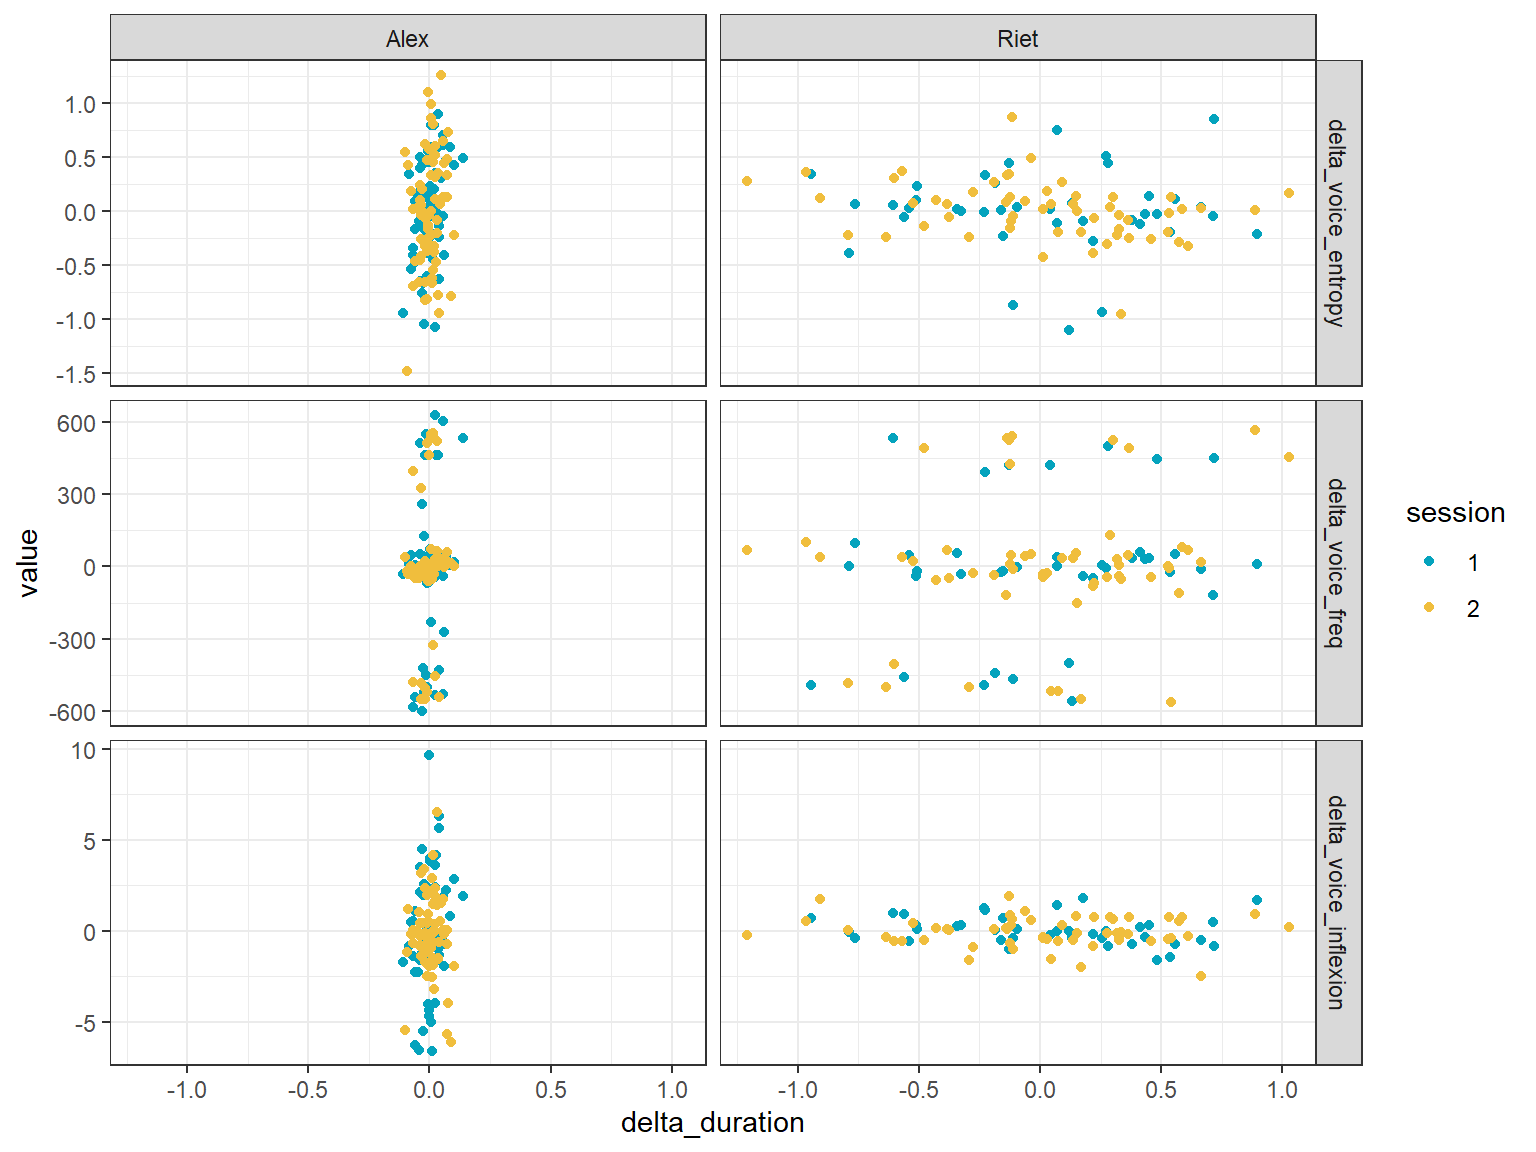 Alex
Riet
1.0
0.5
0.0
-0.5
-1.0
-1.5
delta_voice_entropy
600
300
0
-300
-600
delta_voice_freq
10
5
0
-5
delta_voice_inflexion
value
-1.0 -0.5 0.0 0.5 1.0
-1.0 -0.5 0.0 0.5 1.0
delta_duration
session
1
2